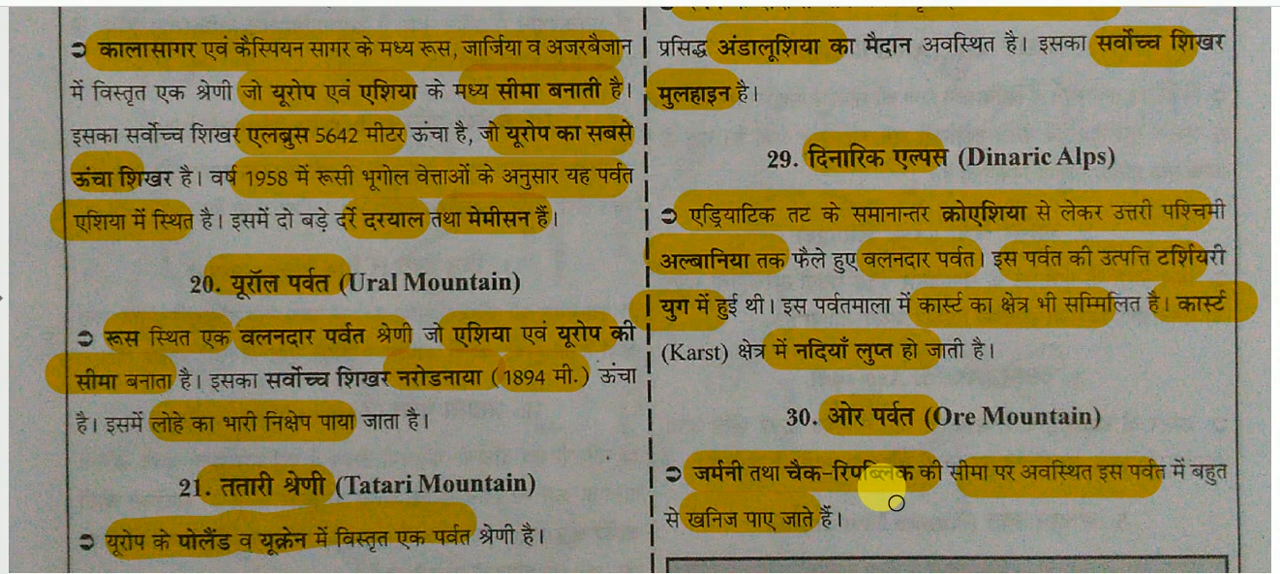 ➲ कालासागर एवं कैस्पियन सागर के मध्य रूस, जार्जिया व अजरबैजान
में विस्तृत एक श्रेणी जो यूरोप एवं एशिया के मध्य सीमा बनाती है।
इसका सर्वोच्च शिखर एलब्रुस 5642 मीटर ऊंचा है, जो यूरोप का सबसे
ऊंचा शिखर है। वर्ष 1958 में रूसी भूगोल वेत्ताओं के अनुसार यह पर्वत
एशिया में स्थित है। इसमें दो बड़े दर्रे दरयाल तथा मेमीसन हैं।
20. यूरॉल पर्वत (Ural Mountain)
➲ रूस स्थित एक वलनदार पर्वत श्रेणी जो एशिया एवं यूरोप की
सीमा बनाता है। इसका सर्वोच्च शिखर नरोडनाया (1894 मी.) ऊंचा
है। इसमें लोहे का भारी निक्षेप पाया जाता है।
21. ततारी श्रेणी (Tatari Mountain)
➲ यूरोप के पोलैंड व यूक्रेन में विस्तृत एक पर्वत श्रेणी है।
प्रसिद्ध अंडालूशिया का मैदान अवस्थित है। इसका सर्वोच्च शिखर
मुलहाइन है।
29. दिनारिक एल्पस (Dinaric Alps)
➲ एड्रियाटिक तट के समानान्तर क्रोएशिया से लेकर उत्तरी पश्चिमी
अल्बानिया तक फैले हुए वलनदार पर्वत। इस पर्वत की उत्पत्ति टर्शियरी
युग में हुई थी। इस पर्वतमाला में कार्स्ट का क्षेत्र भी सम्मिलित है। कार्स्ट
(Karst) क्षेत्र में नदियाँ लुप्त हो जाती है।
30. ओर पर्वत (Ore Mountain)
➲ जर्मनी तथा चैक-रिपब्लिक की सीमा पर अवस्थित इस पर्वत में बहुत
से खनिज पाए जाते हैं।